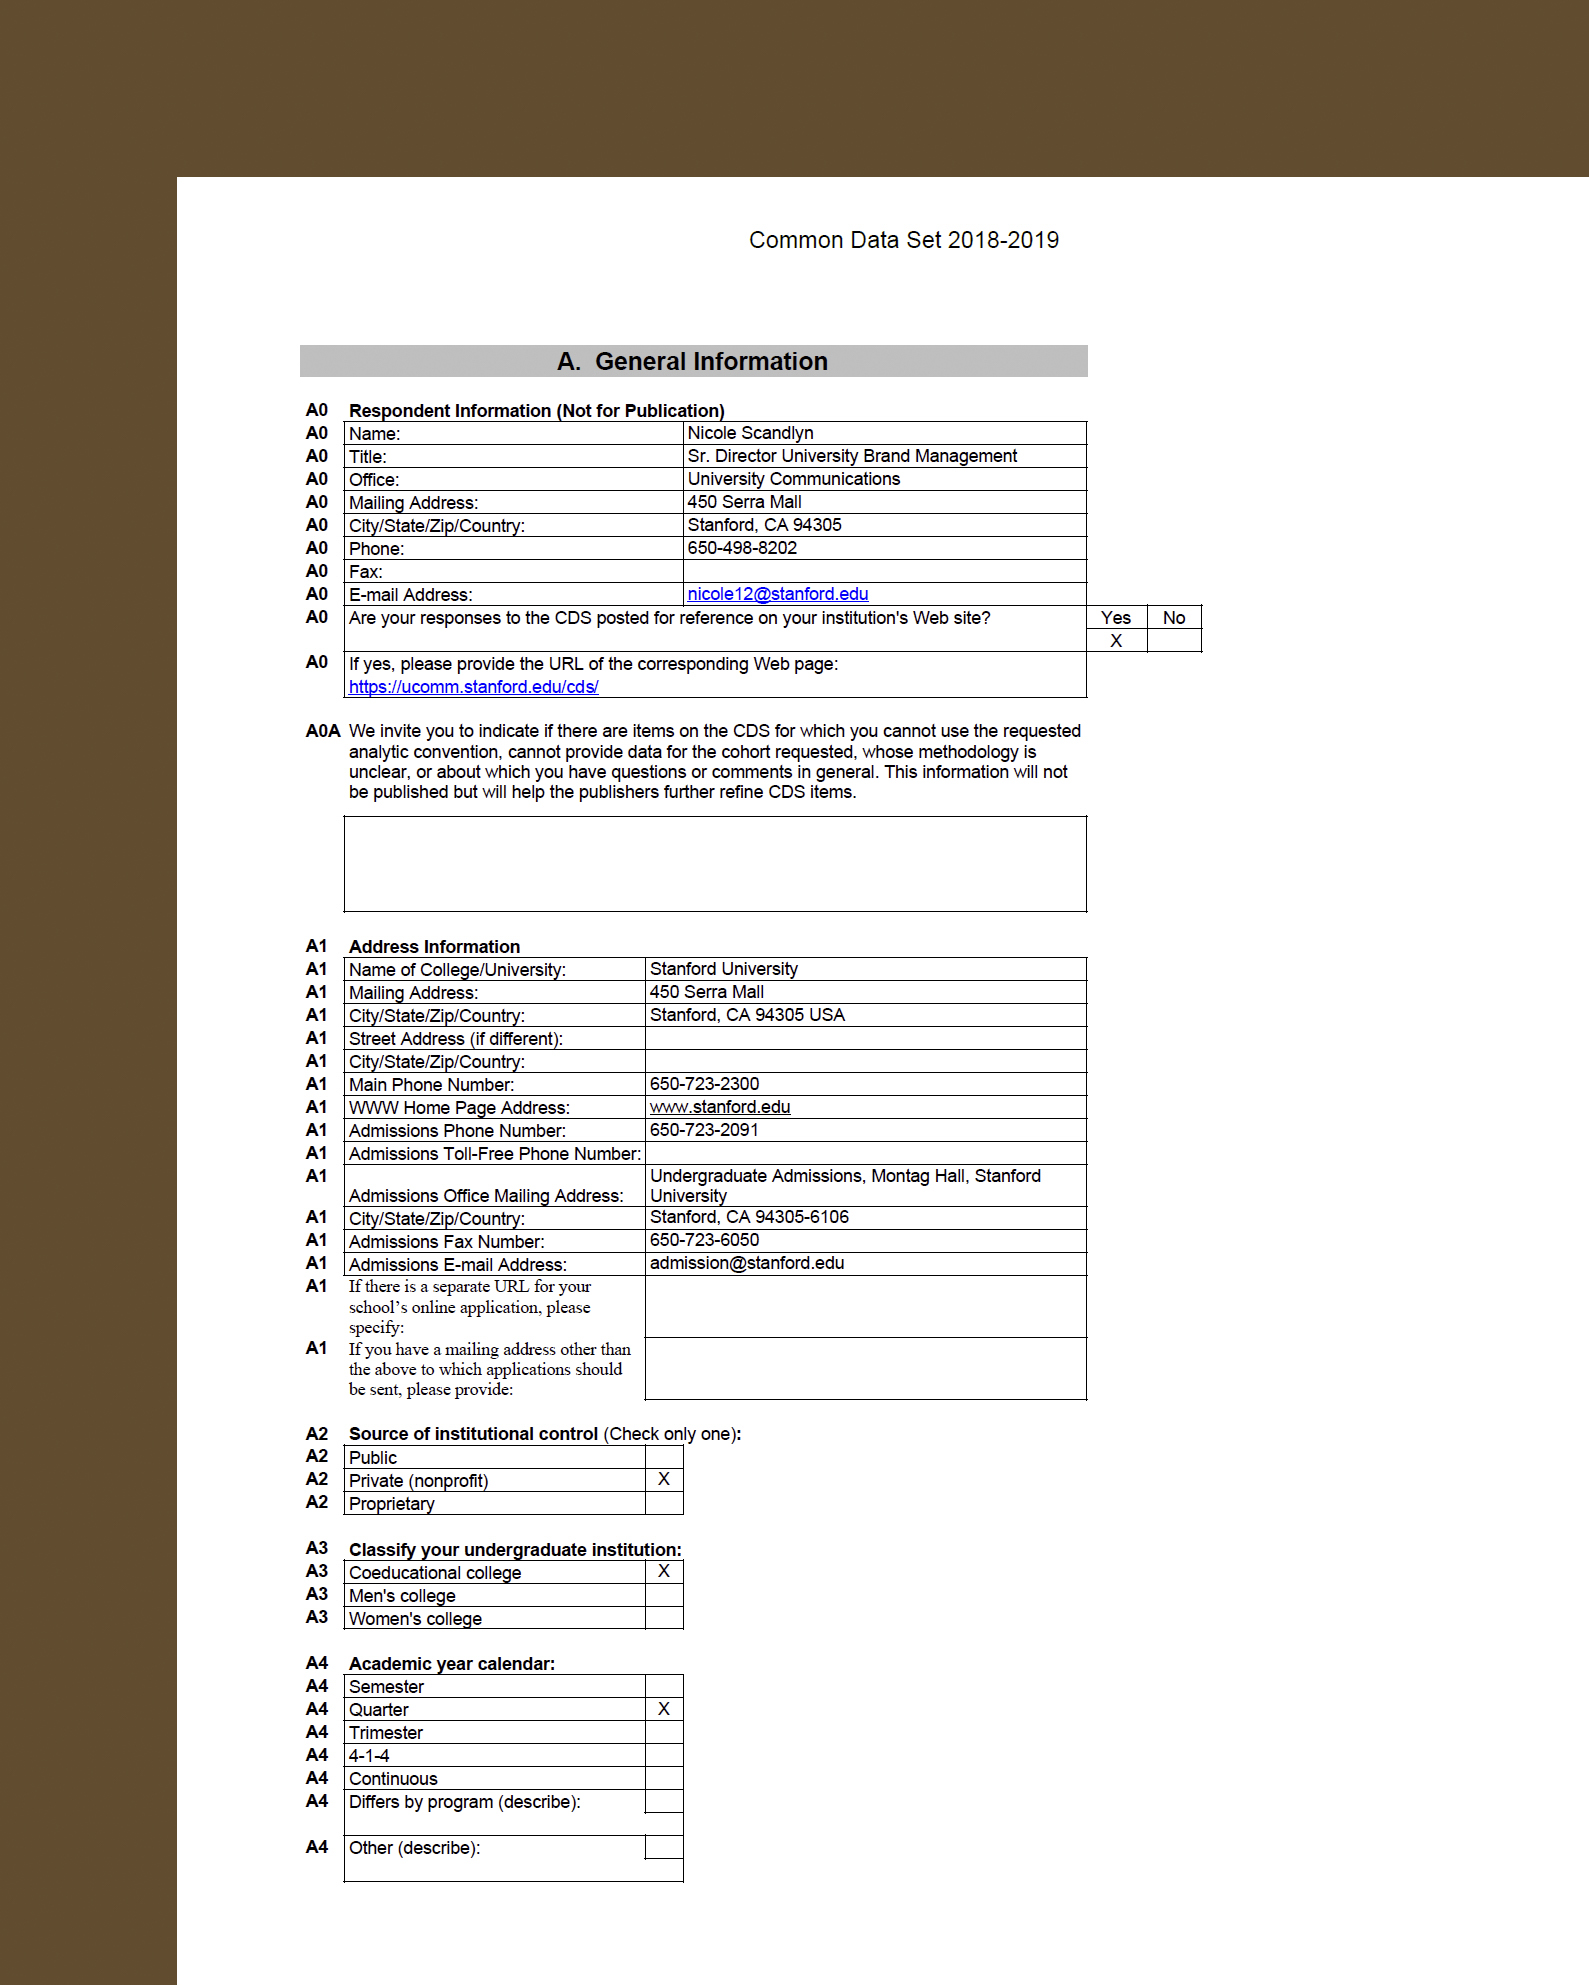 Common Data Set 2018-2019
A. General Information
A0 Respondent Information (Not for Publication)
A0 Name: Nicole Scandlyn
A0 Title: Sr. Director University Brand Management
A0 Office: University Communications
A0 Mailing Address: 450 Serra Mall
A0 City/State/Zip/Country: Stanford, CA 94305
A0 Phone: 650-498-8202
A0 Fax:
A0 E-mail Address: nicole12@stanford.edu
A0 Are your responses to the CDS posted for reference on your institution's Web site? Yes No
X
A0 If yes, please provide the URL of the corresponding Web page:
https://ucomm.stanford.edu/cds/
A0A We invite you to indicate if there are items on the CDS for which you cannot use the requested
analytic convention, cannot provide data for the cohort requested, whose methodology is
unclear, or about which you have questions or comments in general. This information will not
be published but will help the publishers further refine CDS items.
A1 Address Information
A1 Name of College/University: Stanford University
A1 Mailing Address: 450 Serra Mall
A1 City/State/Zip/Country: Stanford, CA 94305 USA
A1 Street Address (if different):
A1 City/State/Zip/Country:
A1 Main Phone Number: 650-723-2300
A1 WWW Home Page Address: www.stanford.edu
A1 Admissions Phone Number: 650-723-2091
A1 Admissions Toll-Free Phone Number:
A1 Undergraduate Admissions, Montag Hall, Stanford
Admissions Office Mailing Address: University
A1 City/State/Zip/Country: Stanford, CA 94305-6106
A1 Admissions Fax Number: 650-723-6050
A1 Admissions E-mail Address: admission@stanford.edu
A1 If there is a separate URL for your
school’s online application, please
specify:
A1 If you have a mailing address other than
the above to which applications should
be sent, please provide:
A2 Source of institutional control (Check only one):
A2 Public
A2 Private (nonprofit) X
A2 Proprietary
A3 Classify your undergraduate institution:
A3 Coeducational college X
A3 Men's college
A3 Women's college
A4 Academic year calendar:
A4 Semester
A4 Quarter X
A4 Trimester
A4 4-1-4
A4 Continuous
A4 Differs by program (describe):
A4 Other (describe):